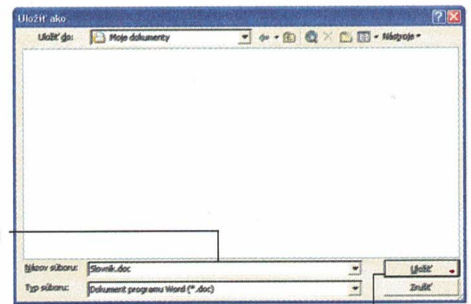 Uložiť ako
Uložiť do: Moje dokumenty Nástroje
Názov súboru: Slovnik.doc Uložiť
Typ súboru: Dokument programu Word (*.doc) Zrušiť